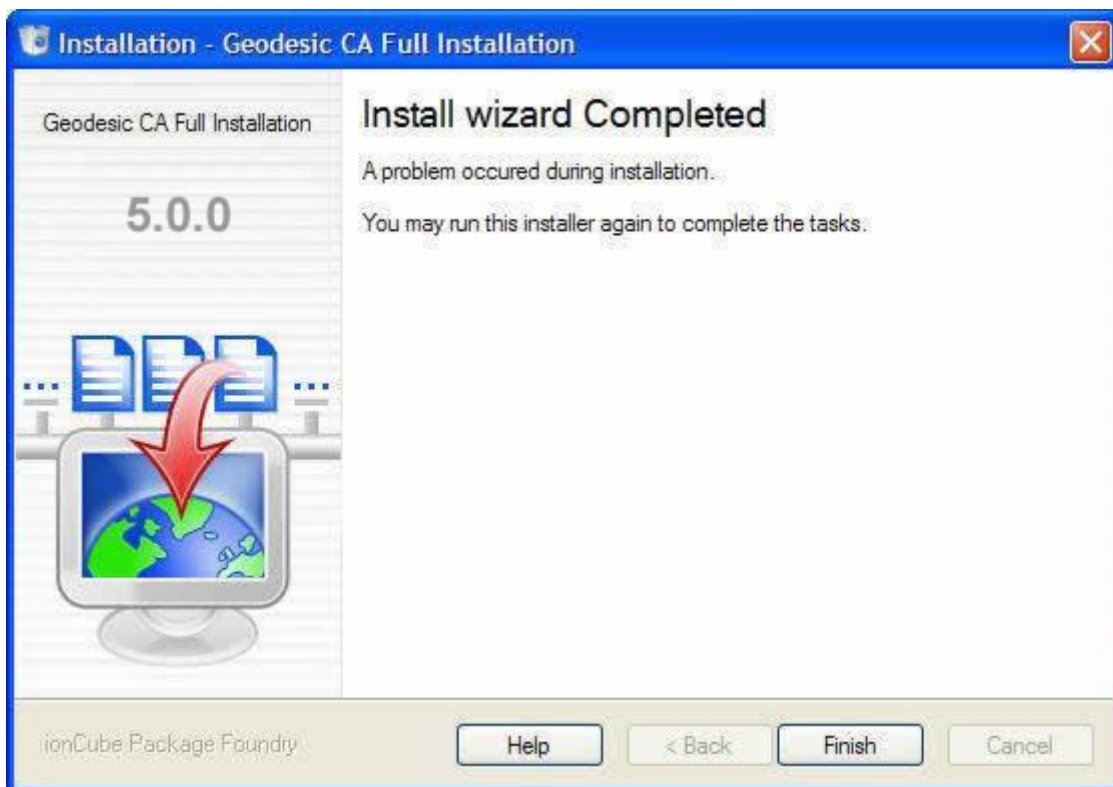 Installation - Geodesic CA Full Installation
Geodesic CA Full Installation
5.0.0
Install wizard Completed
A problem occured during installation.
You may run this installer again to complete the tasks.
ionCube Package Foundry
Help
< Back
Finish
Cancel